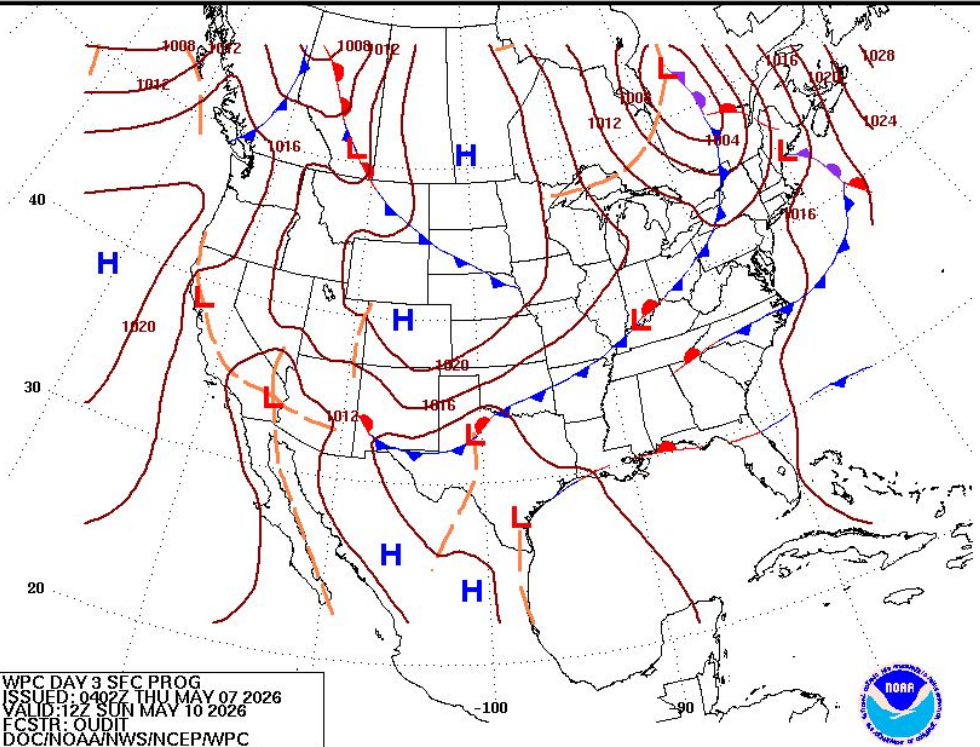 1008
1012
1008
1012
1016
1028
1012
1020
1008
1012
1024
1004
1016
H
L
L
L
40
1016
H
H
L
L
H
1020
1020
30
L
1012
1016
L
L
H
H
20
-100
-90
WPC DAY 3 SFC PROG
ISSUED: 0402Z THU MAY 07 2026
VALID:12Z SUN MAY 10 2026
FCSTR: OUDIT
DOC/NOAA/NWS/NCEP/WPC
NOAA